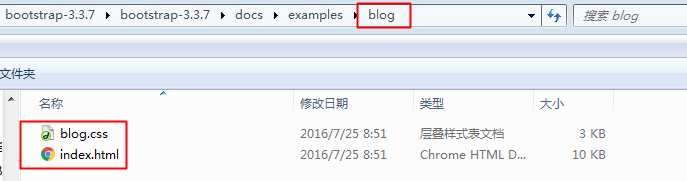 bootstrap-3.3.7 ▸ bootstrap-3.3.7 ▸ docs ▸ examples ▸ blog
搜索 blog
文件夹
名称 修改日期 类型 大小
blog.css 2016/7/25 8:51 层叠样式表文档 3 KB
index.html 2016/7/25 8:51 Chrome HTML D... 10 KB